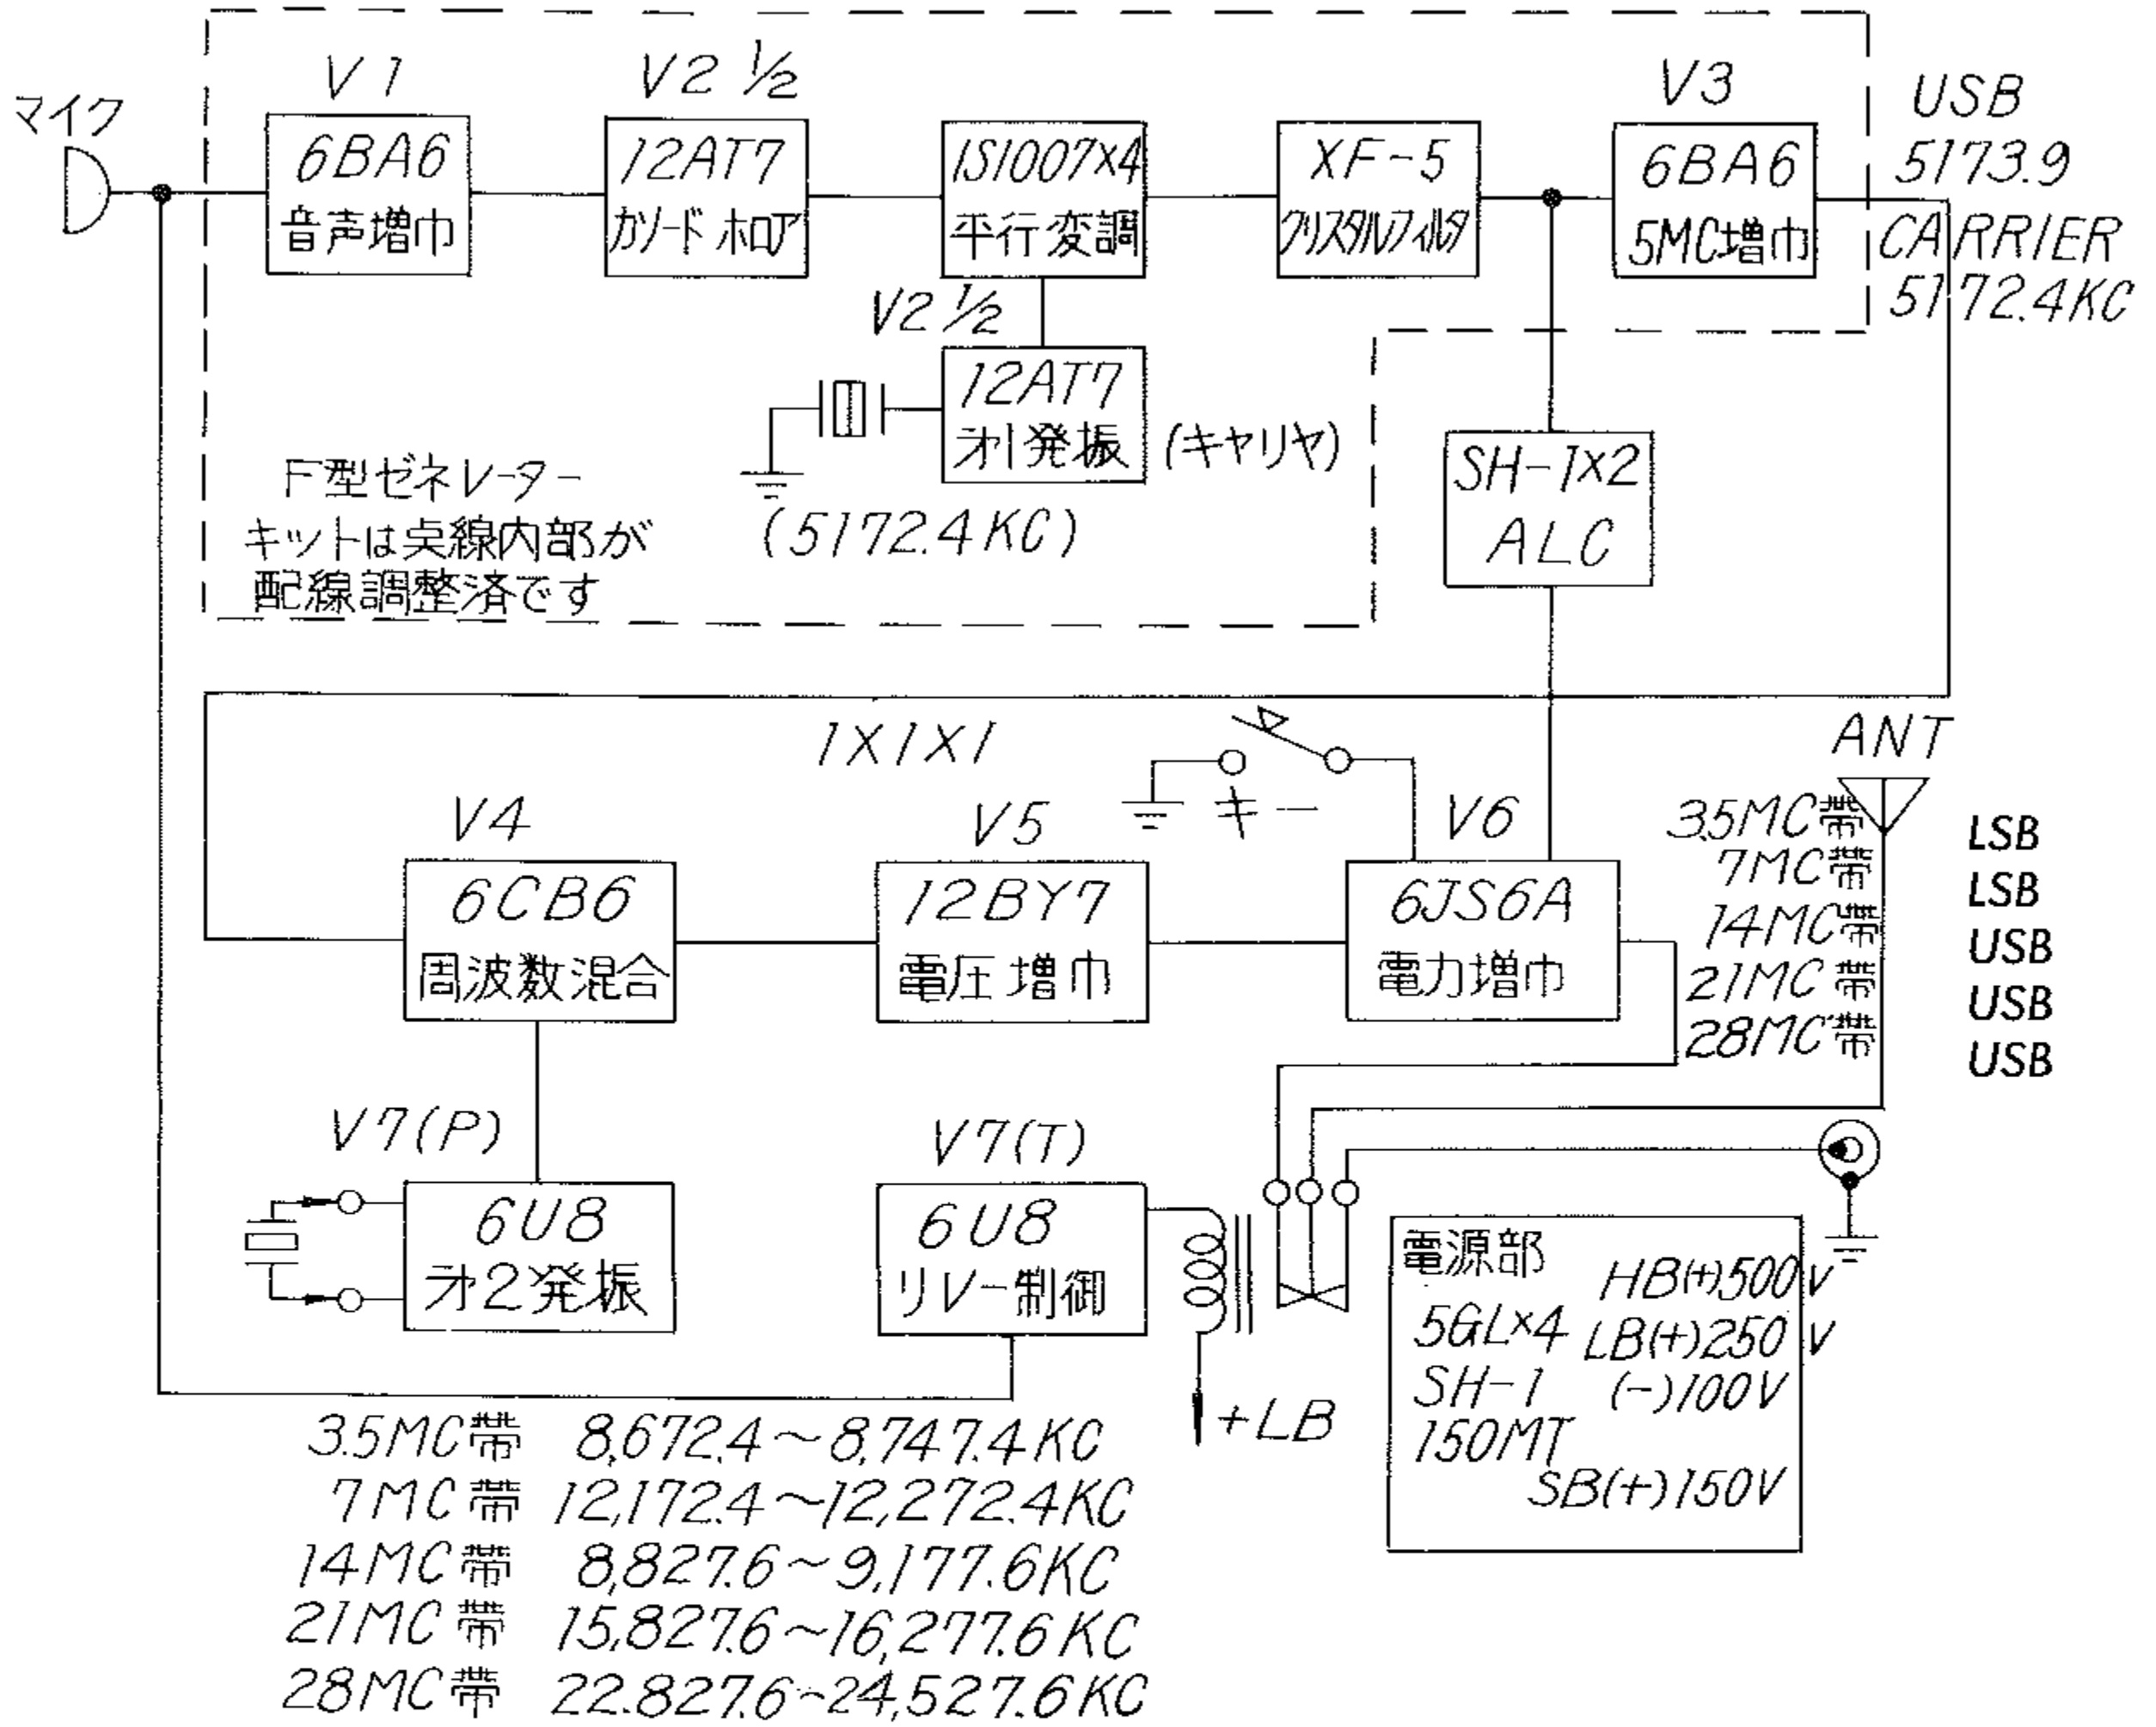 マイク
V1
6BA6
音声増巾
V2 ½
12AT7
カソードホロア
1S1007×4
平行変調
XF-5
クリスタルフィルタ
V3
6BA6
5MC増巾
USB
5173.9
CARRIER
5172.4KC
V2 ½
12AT7
才1発振
(キャリヤ)
(5172.4KC)
F型ゼネレーター
キットは点線内部が
配線調整済です
SH-1×2
ALC
1X1X1
キー
ANT
V4
6CB6
周波数混合
V5
12BY7
電圧増巾
V6
6JS6A
電力増巾
3.5MC帯 LSB
7MC帯 LSB
14MC帯 USB
21MC帯 USB
28MC帯 USB
V7(P)
6U8
才2発振
V7(T)
6U8
リレー制御
+LB
電源部
HB(+)500V
5GL×4 LB(+)250V
SH-1 (-)100V
150MT
SB(+)150V
3.5MC帯 8,672.4~8,747.4KC
7MC帯 12,172.4~12,272.4KC
14MC帯 8,827.6~9,177.6KC
21MC帯 15,827.6~16,277.6KC
28MC帯 22.827.6~24,527.6KC